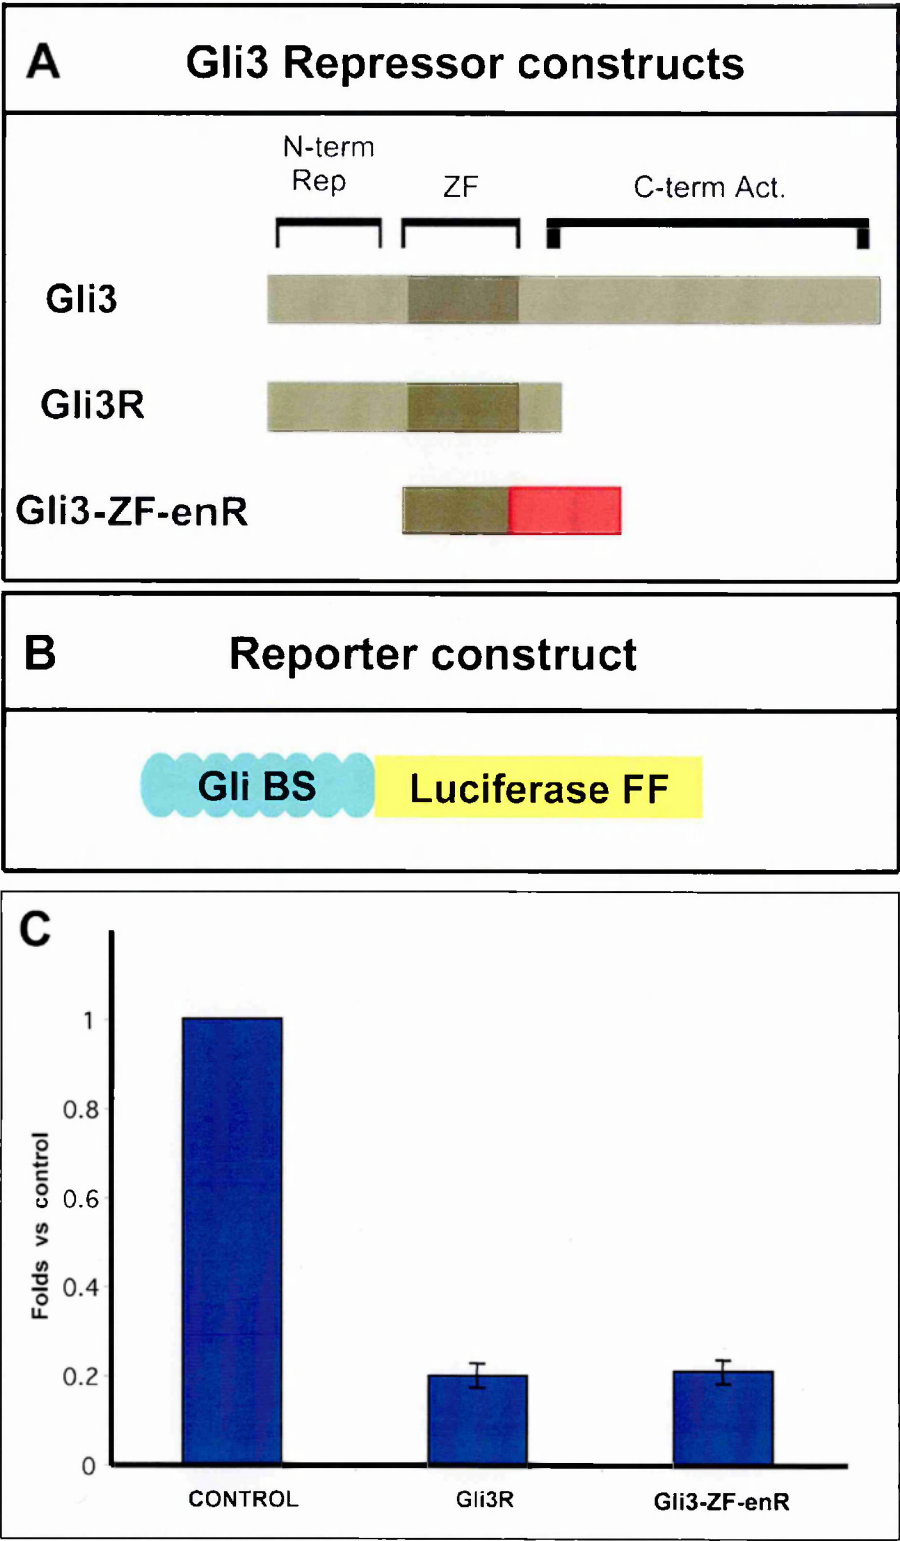 A
Gli3 Repressor constructs
N-term
Rep
ZF
C-term Act.
Gli3
Gli3R
Gli3-ZF-enR
B
Reporter construct
Gli BS
Luciferase FF
C
Folds vs control
1
0.8
0.6
0.4
0.2
0
CONTROL
Gli3R
Gli3-ZF-enR